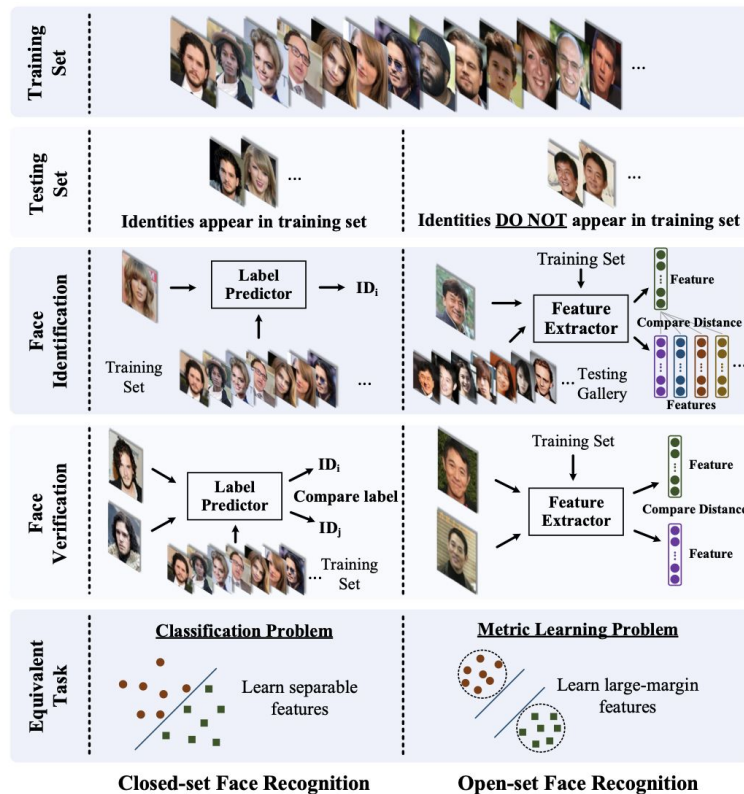 Training
Set
...
Testing
Set
...
Identities appear in training set
...
Identities DO NOT appear in training set
Face
Identification
Label
Predictor
IDi
Training
Set
...
Training Set
Feature
Extractor
Feature
Compare Distance
...
Features
... Testing
Gallery
Face
Verification
Label
Predictor
IDi
Compare label
IDj
... Training
Set
Training Set
Feature
Extractor
Feature
Compare Distance
Feature
Equivalent
Task
Classification Problem
Learn separable
features
Metric Learning Problem
Learn large-margin
features
Closed-set Face Recognition
Open-set Face Recognition